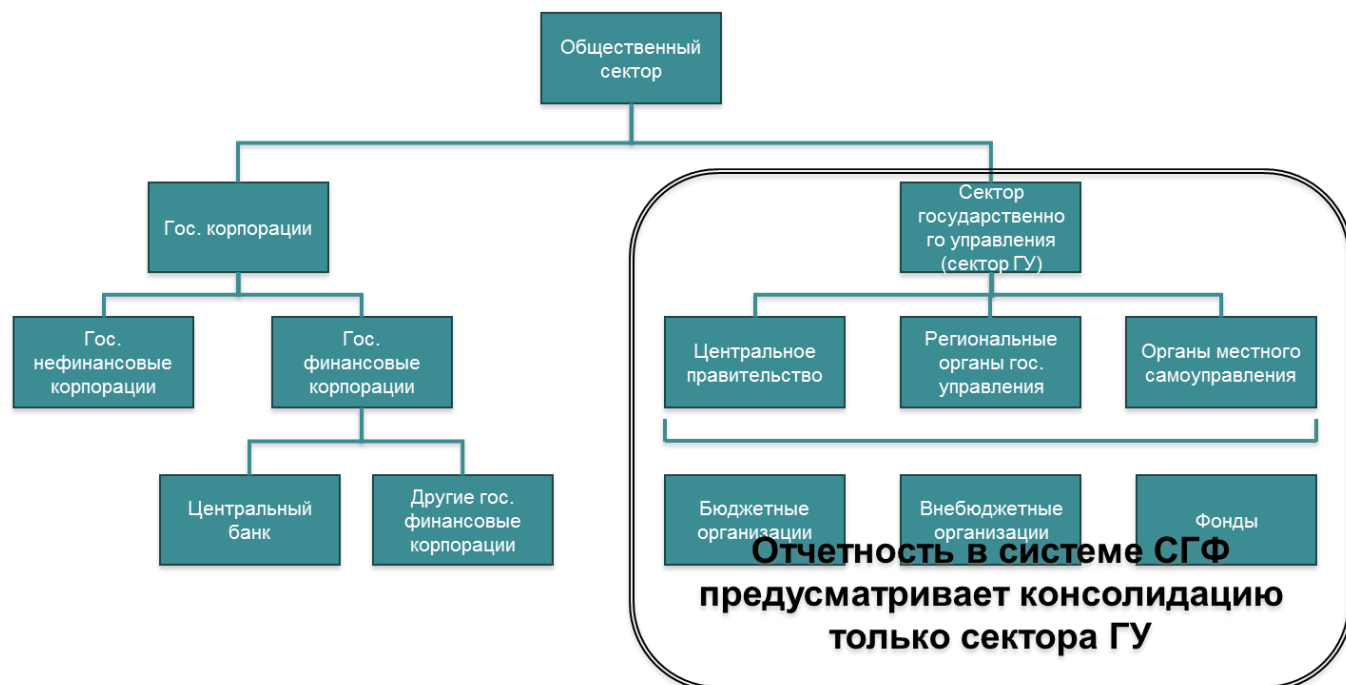 Общественный
сектор
Гос. корпорации
Сектор
государственно
го управления
(сектор ГУ)
Гос.
нефинансовые
корпорации
Гос.
финансовые
корпорации
Центральное
правительство
Региональные
органы гос.
управления
Органы местного
самоуправления
Центральный
банк
Другие гос.
финансовые
корпорации
Бюджетные
организации
Внебюджетные
организации
Фонды
Отчетность в системе СГФ
предусматривает консолидацию
только сектора ГУ